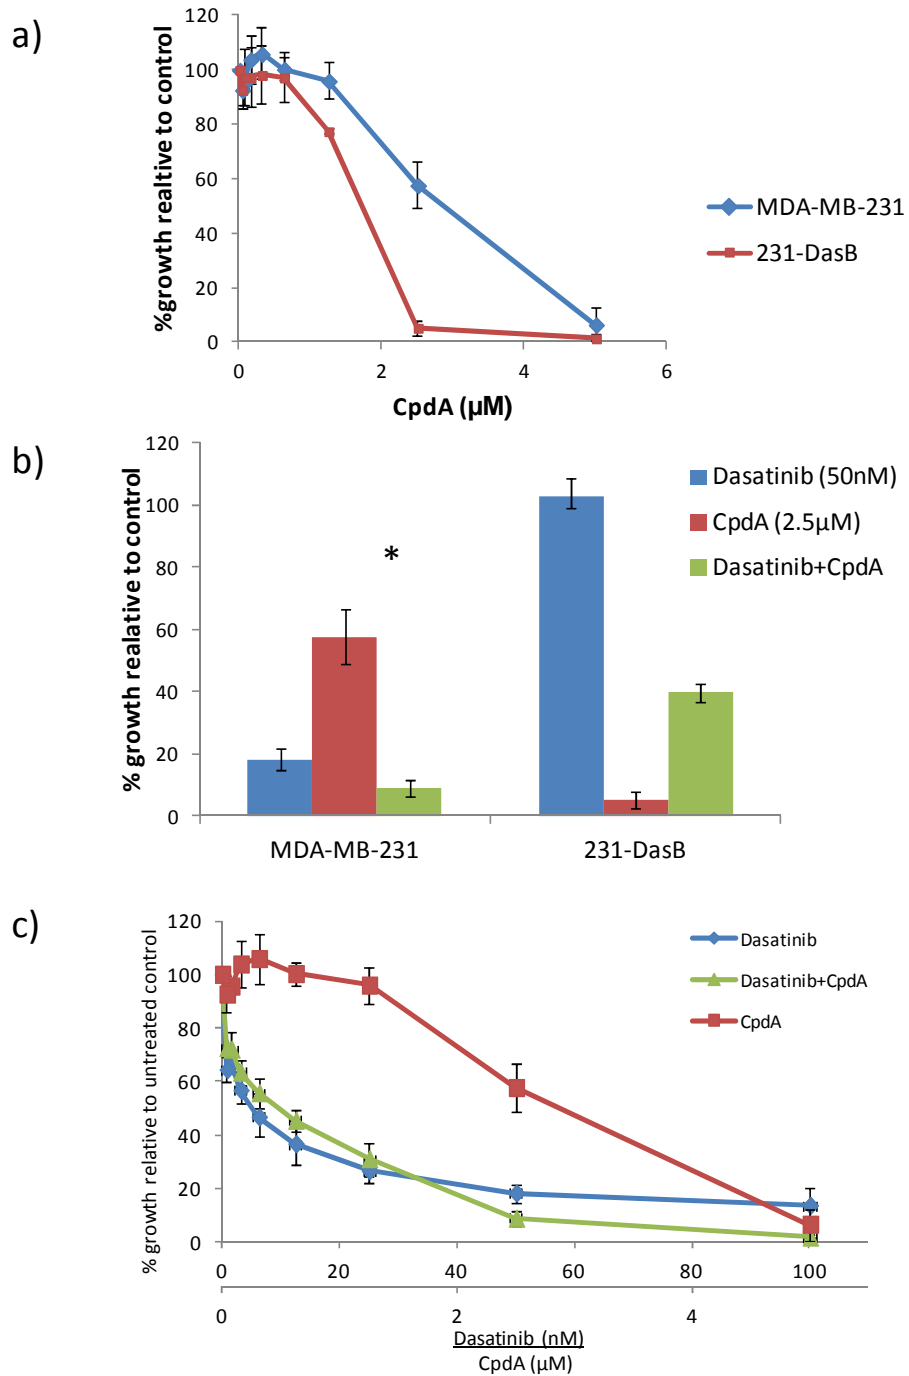 a)
120
100
80
60
40
20
0
%growth realtive to control
0 2 4 6
CpdA (µM)
MDA-MB-231
231-DasB
b)
120
100
80
60
40
20
0
% growth realative to control
*
MDA-MB-231 231-DasB
Dasatinib (50nM)
CpdA (2.5µM)
Dasatinib+CpdA
c)
120
100
80
60
40
20
0
% growth relative to untreated control
Dasatinib
Dasatinib+CpdA
CpdA
0 20 40 60 80 100
0 2 4
Dasatinib (nM)
CpdA (µM)